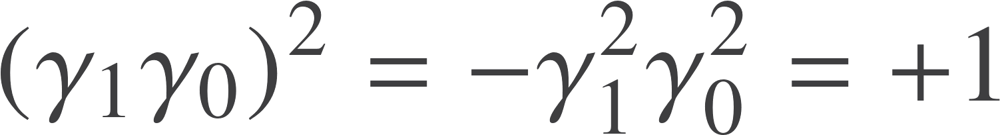 (γ₁γ₀)² = −γ₁²γ₀² = +1